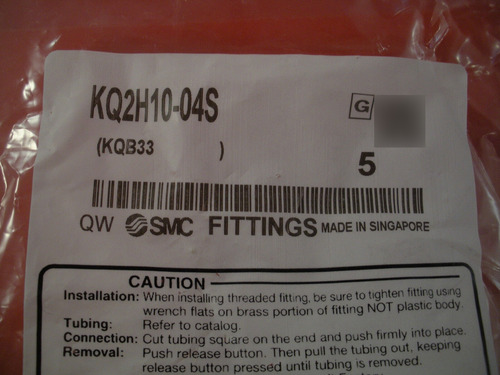 KQ2H10-04S
G
(KQB33 )
5
QW SMC FITTINGS MADE IN SINGAPORE
CAUTION
Installation: When installing threaded fitting, be sure to tighten fitting using
wrench flats on brass portion of fitting NOT plastic body.
Tubing: Refer to catalog.
Connection: Cut tubing square on end and push firmly into place.
Removal: Push release button. Then pull the tubing out, keeping
release button pressed until tubing is removed.